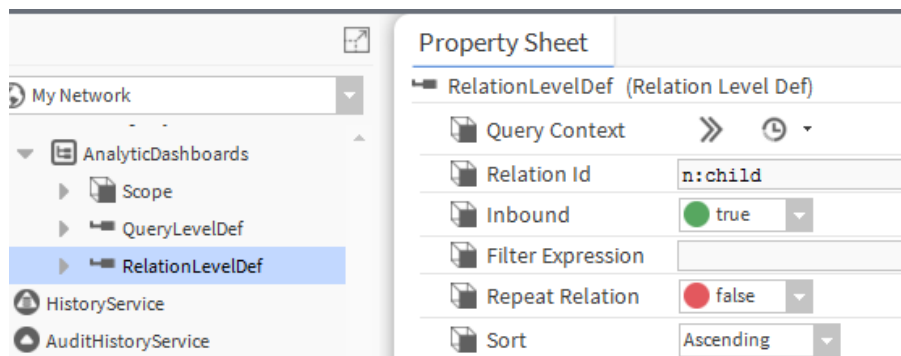 My Network
AnalyticDashboards
Scope
QueryLevelDef
RelationLevelDef
HistoryService
AuditHistoryService
Property Sheet
RelationLevelDef (Relation Level Def)
Query Context
Relation Id n:child
Inbound true
Filter Expression
Repeat Relation false
Sort Ascending